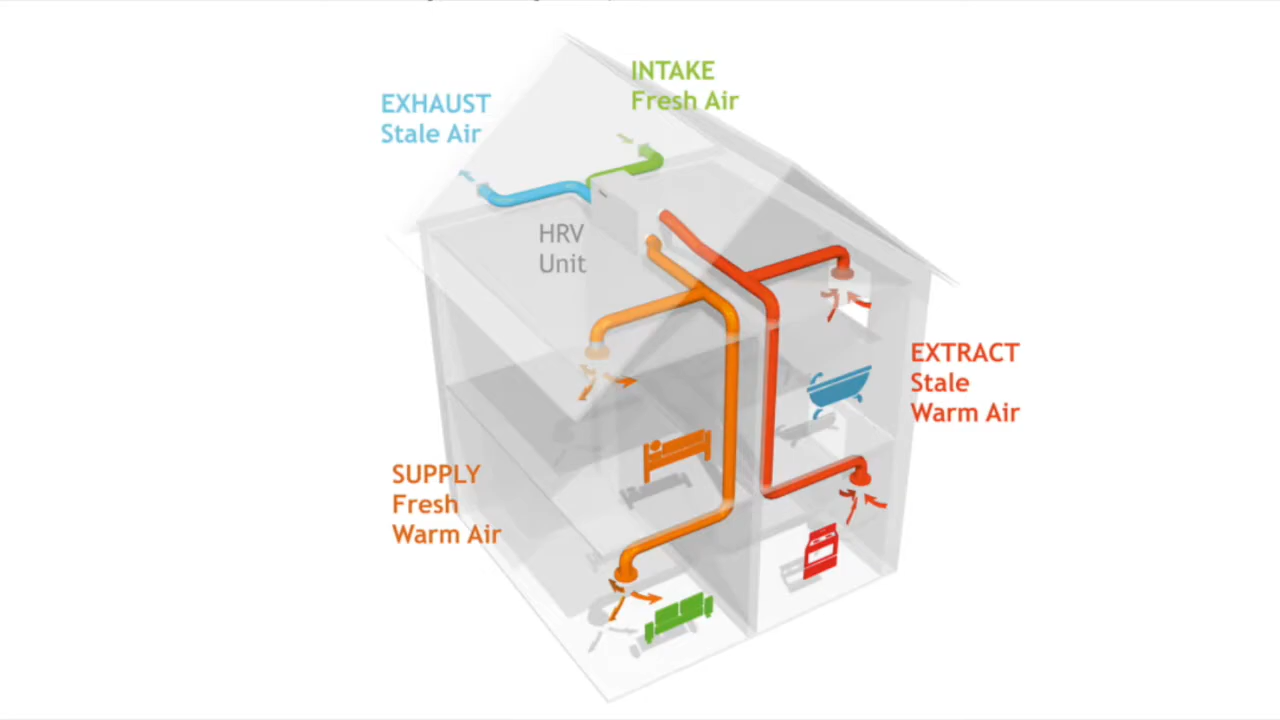 INTAKE
Fresh Air
EXHAUST
Stale Air
HRV
Unit
EXTRACT
Stale
Warm Air
SUPPLY
Fresh
Warm Air